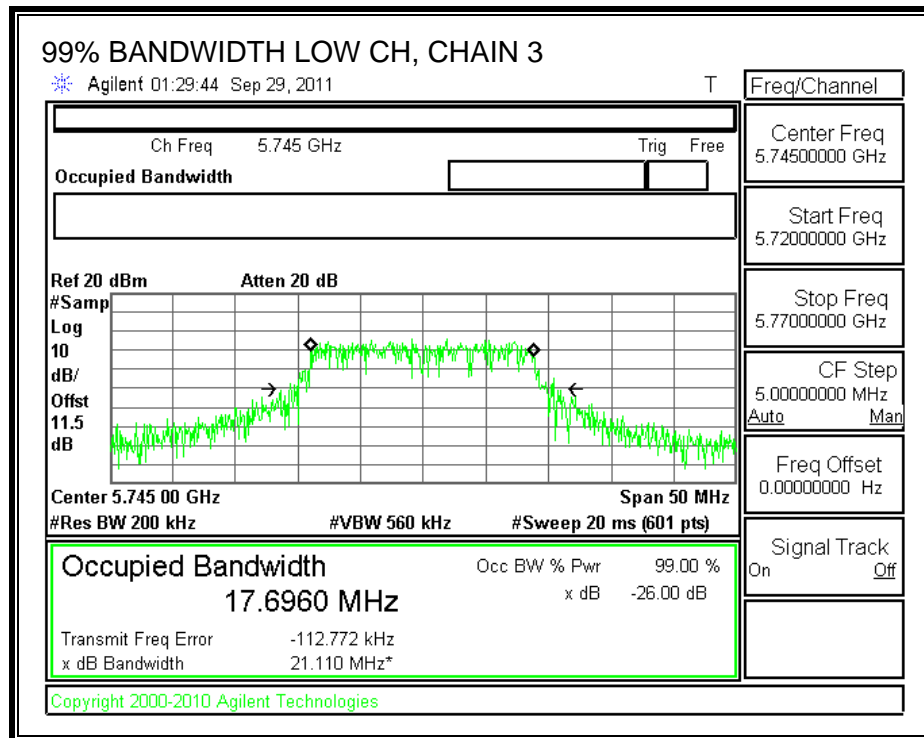 99% BANDWIDTH LOW CH, CHAIN 3
Agilent 01:29:44 Sep 29, 2011 T
Ch Freq 5.745 GHz Trig Free
Occupied Bandwidth
Ref 20 dBm Atten 20 dB
#Samp
Log
10
dB/
Offst
11.5
dB
Center 5.745 00 GHz Span 50 MHz
#Res BW 200 kHz #VBW 560 kHz #Sweep 20 ms (601 pts)
Occupied Bandwidth
17.6960 MHz
Occ BW % Pwr 99.00 %
x dB -26.00 dB
Transmit Freq Error -112.772 kHz
x dB Bandwidth 21.110 MHz*
Copyright 2000-2010 Agilent Technologies
Freq/Channel
Center Freq
5.74500000 GHz
Start Freq
5.72000000 GHz
Stop Freq
5.77000000 GHz
CF Step
5.00000000 MHz
Auto Man
Freq Offset
0.00000000 Hz
Signal Track
On Off